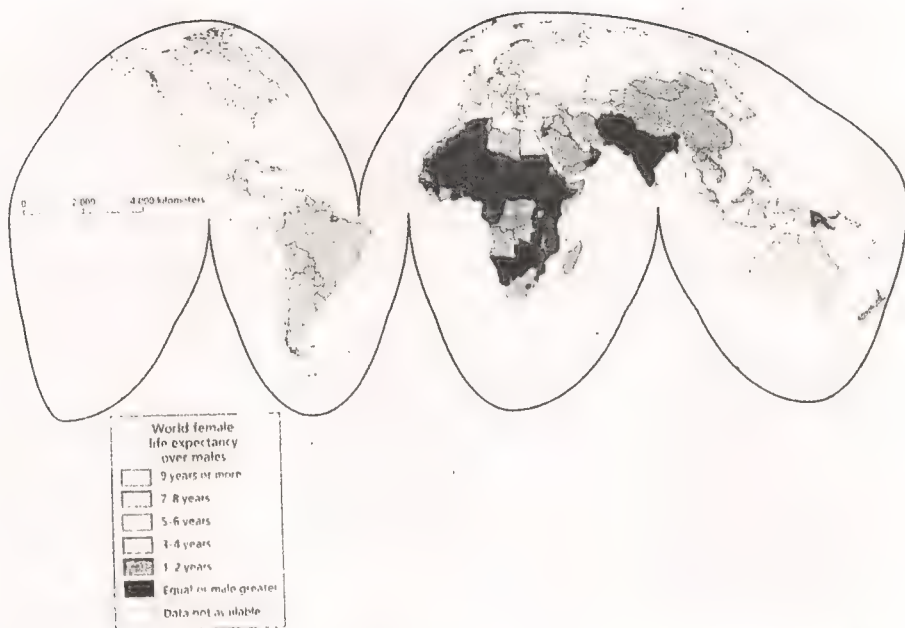 0 2,000 4,000 kilometers
World female
life expectancy
over males
9 years or more
7-8 years
5-6 years
3-4 years
1-2 years
Equal or male greater
Data not available